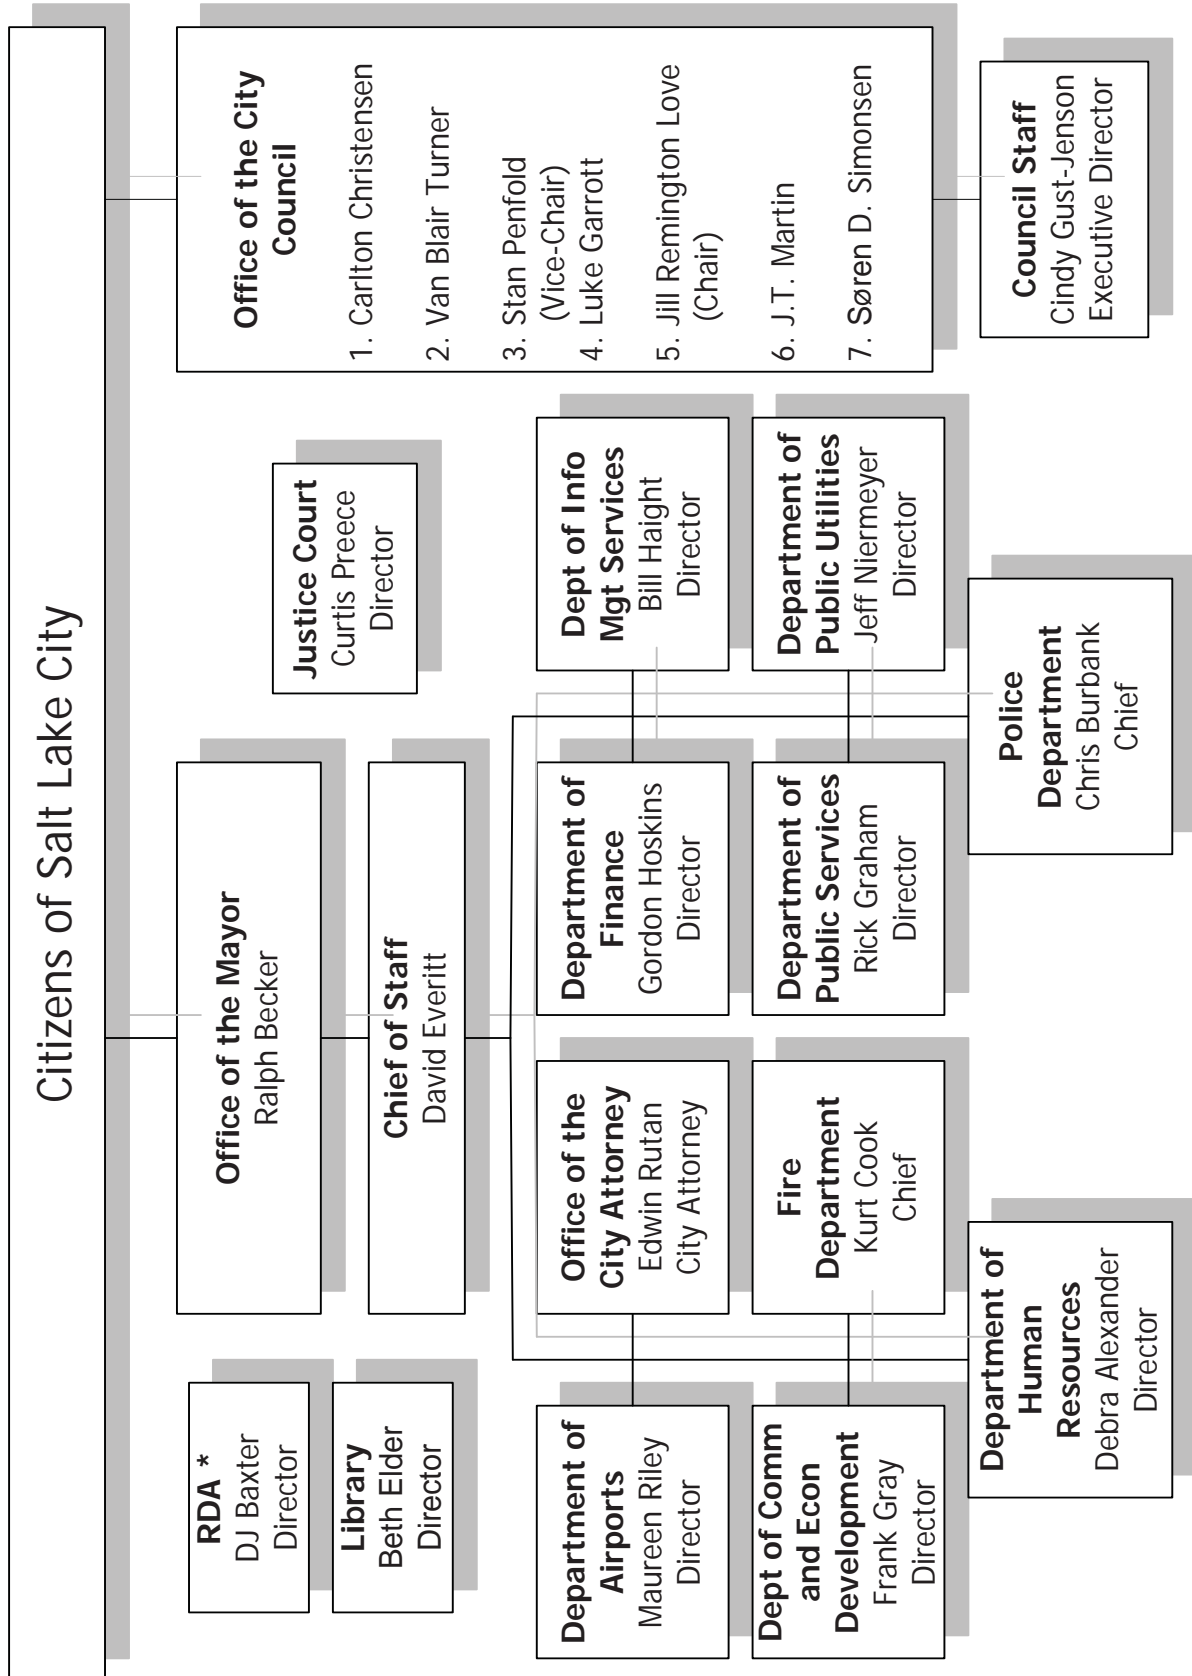 Citizens of Salt Lake City
RDA *
DJ Baxter
Director
Library
Beth Elder
Director
Office of the Mayor
Ralph Becker
Chief of Staff
David Everitt
Justice Court
Curtis Preece
Director
Office of the City
Council
1. Carlton Christensen
2. Van Blair Turner
3. Stan Penfold
(Vice-Chair)
4. Luke Garrott
5. Jill Remington Love
(Chair)
6. J.T. Martin
7. Søren D. Simonsen
Council Staff
Cindy Gust-Jenson
Executive Director
Department of
Airports
Maureen Riley
Director
Office of the
City Attorney
Edwin Rutan
City Attorney
Department of
Finance
Gordon Hoskins
Director
Dept of Info
Mgt Services
Bill Haight
Director
Dept of Comm
and Econ
Development
Frank Gray
Director
Fire
Department
Kurt Cook
Chief
Department of
Public Services
Rick Graham
Director
Department of
Public Utilities
Jeff Niermeyer
Director
Department of
Human
Resources
Debra Alexander
Director
Police
Department
Chris Burbank
Chief